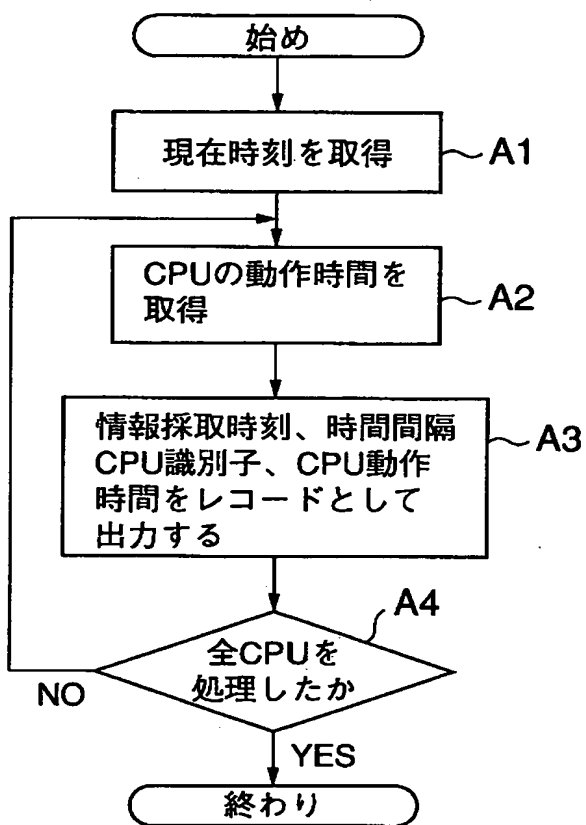 始め
現在時刻を取得
A1
CPUの動作時間を
取得
A2
情報採取時刻、時間間隔
CPU識別子、CPU動作
時間をレコードとして
出力する
A3
A4
全CPUを
処理したか
NO
YES
終わり